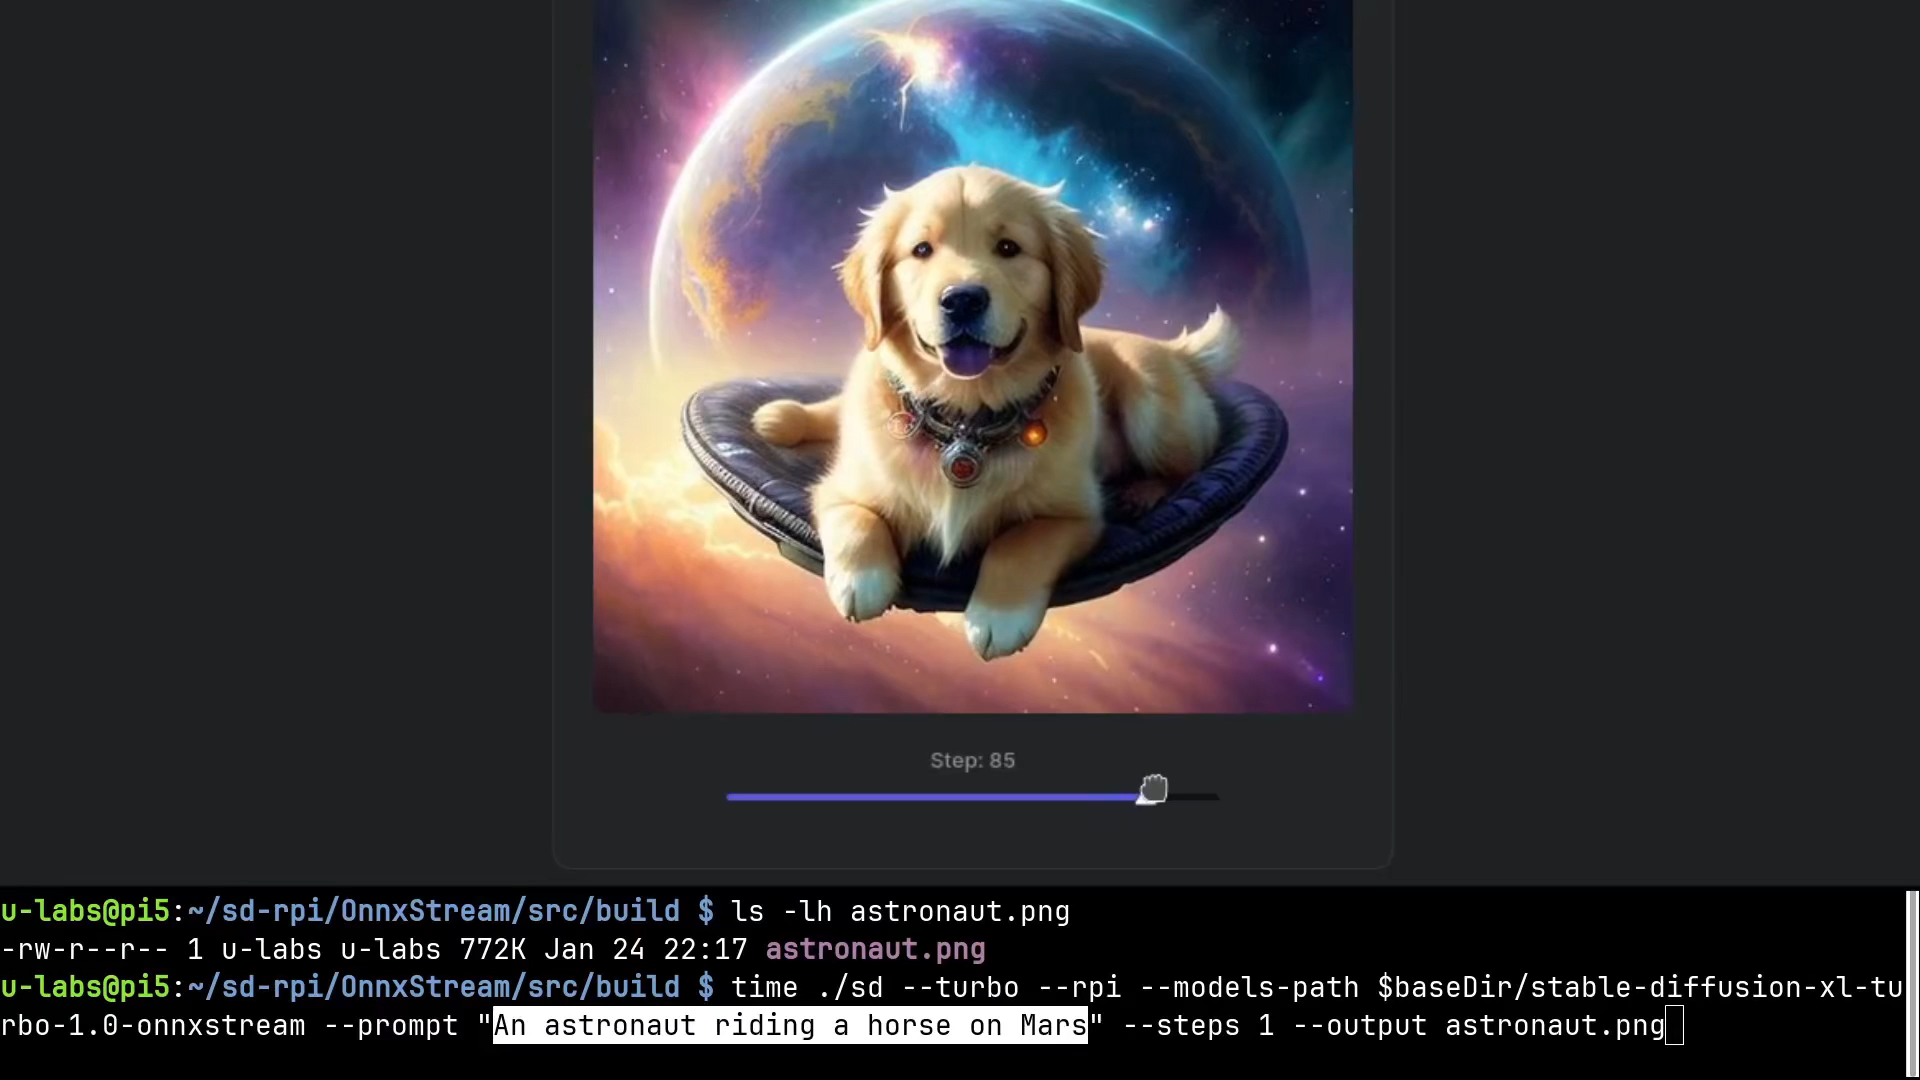 Step: 85
u-labs@pi5:~/sd-rpi/OnnxStream/src/build $ ls -lh astronaut.png
-rw-r--r-- 1 u-labs u-labs 772K Jan 24 22:17 astronaut.png
u-labs@pi5:~/sd-rpi/OnnxStream/src/build $ time ./sd --turbo --rpi --models-path $baseDir/stable-diffusion-xl-tu
rbo-1.0-onnxstream --prompt "An astronaut riding a horse on Mars" --steps 1 --output astronaut.png